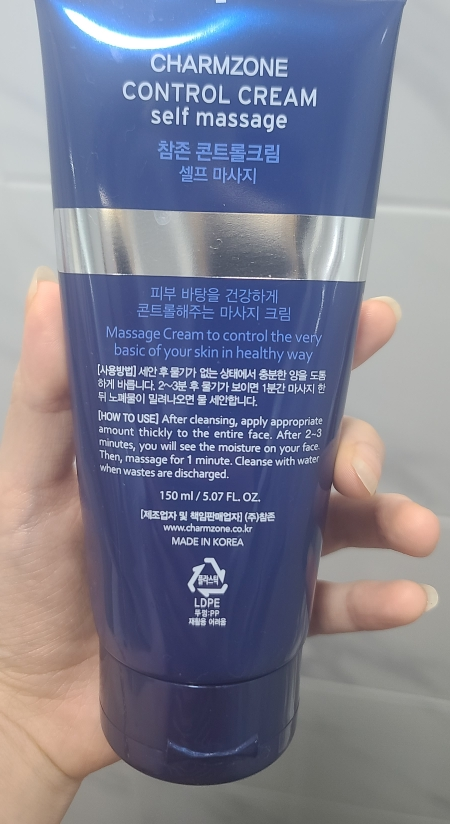 CHARMZONE
CONTROL CREAM
self massage
참존 콘트롤크림
셀프 마사지
피부 바탕을 건강하게
콘트롤해주는 마사지 크림
Massage Cream to control the very
basic of your skin in healthy way
[사용방법] 세안 후 물기가 없는 상태에서 충분한 양을 도톰
하게 바릅니다. 2~3분 후 물기가 보이면 1분간 마사지 한
뒤 노폐물이 밀려나오면 물 세안합니다.
[HOW TO USE] After cleansing, apply appropriate
amount thickly to the entire face. After 2~3
minutes, you will see the moisture on your face.
Then, massage for 1 minute. Cleanse with water
when wastes are discharged.
150 ml / 5.07 FL. OZ.
[제조업자 및 책임판매업자] (주)참존
www.charmzone.co.kr
MADE IN KOREA
플라스틱
LDPE
뚜껑:PP
재활용 어려움